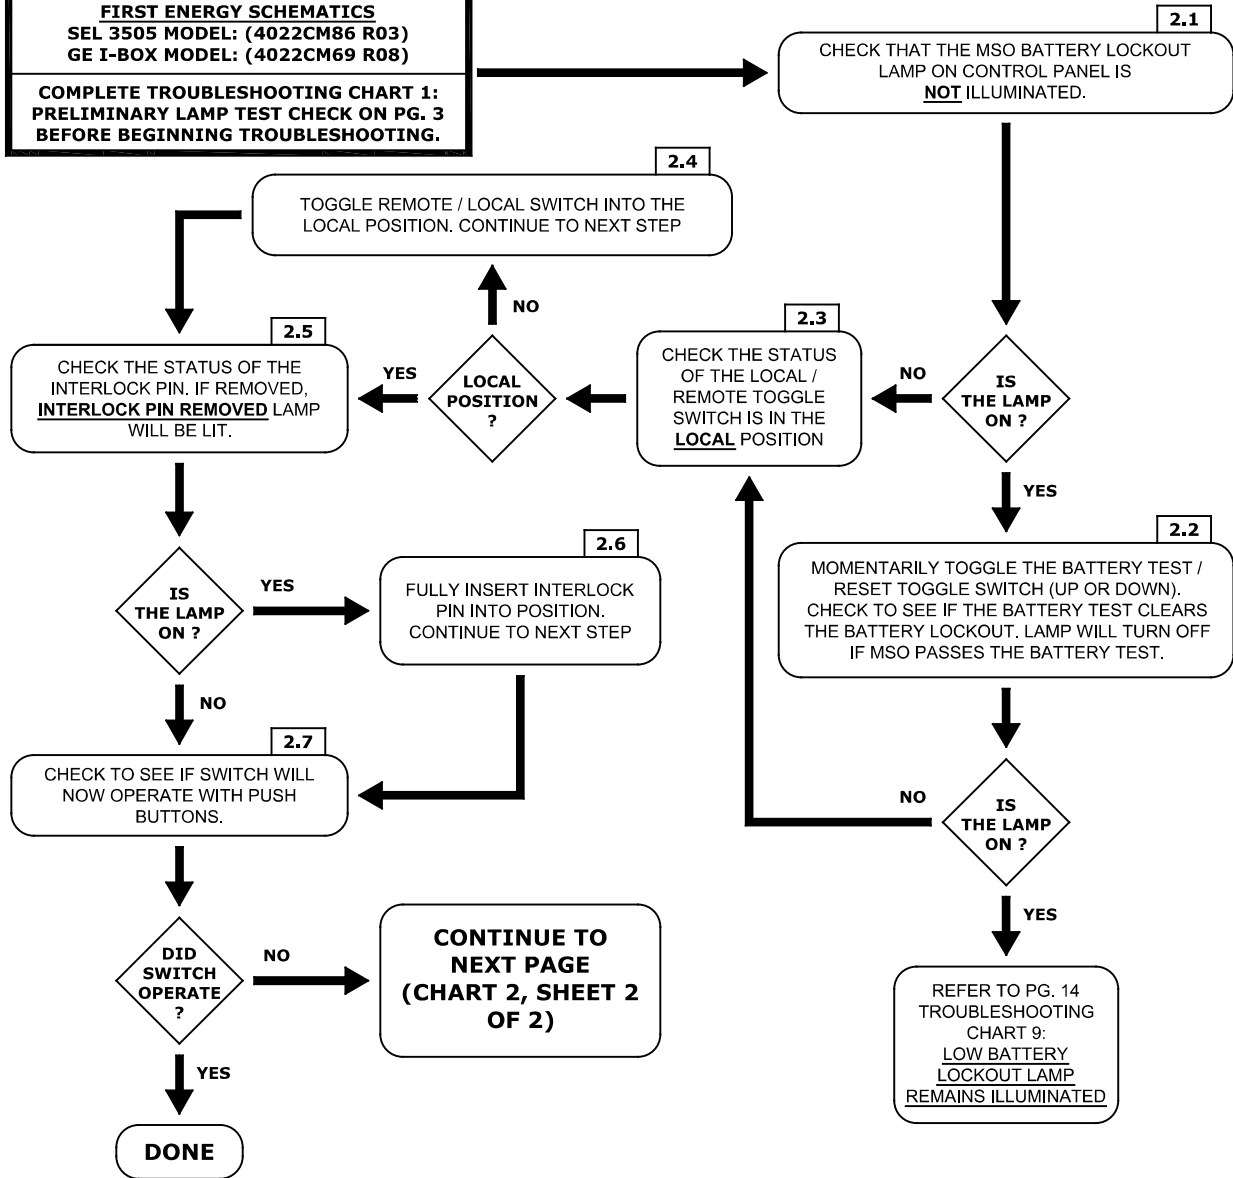 FIRST ENERGY SCHEMATICS
SEL 3505 MODEL: (4022CM86 R03)
GE I-BOX MODEL: (4022CM69 R08)
COMPLETE TROUBLESHOOTING CHART 1:
PRELIMINARY LAMP TEST CHECK ON PG. 3
BEFORE BEGINNING TROUBLESHOOTING.
2.1
CHECK THAT THE MSO BATTERY LOCKOUT
LAMP ON CONTROL PANEL IS
NOT ILLUMINATED.
IS
THE LAMP
ON ?
NO
YES
2.2
MOMENTARILY TOGGLE THE BATTERY TEST /
RESET TOGGLE SWITCH (UP OR DOWN).
CHECK TO SEE IF THE BATTERY TEST CLEARS
THE BATTERY LOCKOUT. LAMP WILL TURN OFF
IF MSO PASSES THE BATTERY TEST.
IS
THE LAMP
ON ?
NO
YES
REFER TO PG. 14
TROUBLESHOOTING
CHART 9:
LOW BATTERY
LOCKOUT LAMP
REMAINS ILLUMINATED
2.3
CHECK THE STATUS
OF THE LOCAL /
REMOTE TOGGLE
SWITCH IS IN THE
LOCAL POSITION
LOCAL
POSITION
?
NO
YES
2.4
TOGGLE REMOTE / LOCAL SWITCH INTO THE
LOCAL POSITION. CONTINUE TO NEXT STEP
2.5
CHECK THE STATUS OF THE
INTERLOCK PIN. IF REMOVED,
INTERLOCK PIN REMOVED LAMP
WILL BE LIT.
IS
THE LAMP
ON ?
YES
NO
2.6
FULLY INSERT INTERLOCK
PIN INTO POSITION.
CONTINUE TO NEXT STEP
2.7
CHECK TO SEE IF SWITCH WILL
NOW OPERATE WITH PUSH
BUTTONS.
DID
SWITCH
OPERATE
?
NO
YES
CONTINUE TO
NEXT PAGE
(CHART 2, SHEET 2
OF 2)
DONE